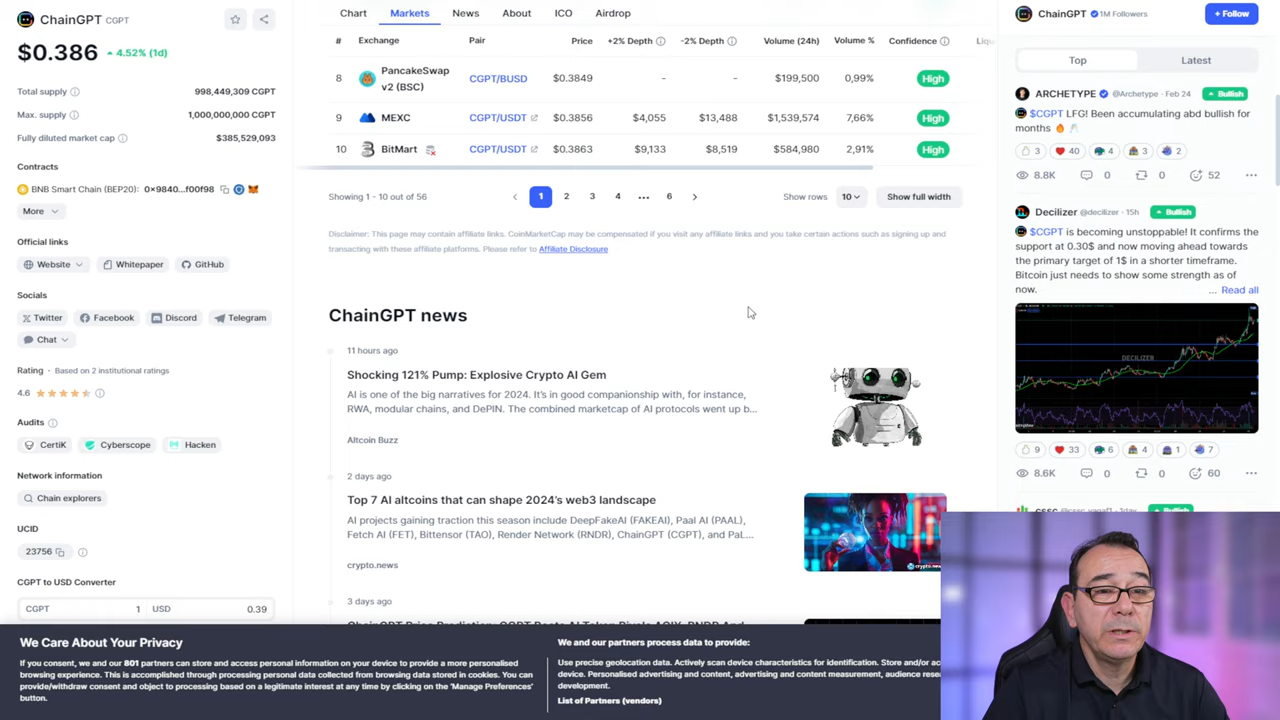 ChainGPT CGPT
$0.386 4.52% (1d)
Total supply 998,449,309 CGPT
Max. supply 1,000,000,000 CGPT
Fully diluted market cap $385,529,093
Contracts
BNB Smart Chain (BEP20): 0×9840...f00f98
More
Official links
Website Whitepaper GitHub
Socials
Twitter Facebook Discord Telegram
Chat
Rating · Based on 2 institutional ratings
4.6
Audits
CertiK Cyberscope Hacken
Network information
Chain explorers
UCID
23756
CGPT to USD Converter
CGPT 1 USD 0.39
Chart Markets News About ICO Airdrop
# Exchange Pair Price +2% Depth -2% Depth Volume (24h) Volume % Confidence
8 PancakeSwap v2 (BSC) CGPT/BUSD $0.3849 - - $199,500 0,99% High
9 MEXC CGPT/USDT $0.3856 $4,055 $13,488 $1,539,574 7,66% High
10 BitMart CGPT/USDT $0.3863 $9,133 $8,519 $584,980 2,91% High
Showing 1 - 10 out of 56 1 2 3 4 ... 6 Show rows 10 Show full width
Disclaimer: This page may contain affiliate links. CoinMarketCap may be compensated if you visit any affiliate links and you take certain actions such as signing up and
transacting with these affiliate platforms. Please refer to Affiliate Disclosure
ChainGPT news
11 hours ago
Shocking 121% Pump: Explosive Crypto AI Gem
AI is one of the big narratives for 2024. It's in good companionship with, for instance,
RWA, modular chains, and DePIN. The combined marketcap of AI protocols went up b...
Altcoin Buzz
2 days ago
Top 7 AI altcoins that can shape 2024's web3 landscape
AI projects gaining traction this season include DeepFakeAI (FAKEAI), Paal AI (PAAL),
Fetch AI (FET), Bittensor (TAO), Render Network (RNDR), ChainGPT (CGPT), and PaL...
crypto.news
crypto.news
3 days ago
ChainGPT 1M Followers
+ Follow
Top Latest
ARCHETYPE @Archetype · Feb 24 Bullish
$CGPT LFG! Been accumulating abd bullish for
months
3 40 4 3 2
8.8K 0 0 52 ...
Decilizer @decilizer · 15h Bullish
$CGPT is becoming unstoppable! It confirms the
support at 0.30$ and now moving ahead towards
the primary target of 1$ in a shorter timeframe.
Bitcoin just needs to show some strength as of
now. ... Read all
DECILIZER
9 33 6 4 1 7
8.6K 0 0 60 ...
We Care About Your Privacy
If you consent, we and our 801 partners can store and access personal information on your device to provide a more personalised
browsing experience. This is accomplished through processing personal data collected from browsing data stored in cookies. You can
provide/withdraw consent and object to processing based on a legitimate interest at any time by clicking on the 'Manage Preferences'
button.
We and our partners process data to provide:
Use precise geolocation data. Actively scan device characteristics for identification. Store and/or
Personalised advertising and content, advertising and content measurement, audience
development.
List of Partners (vendors)